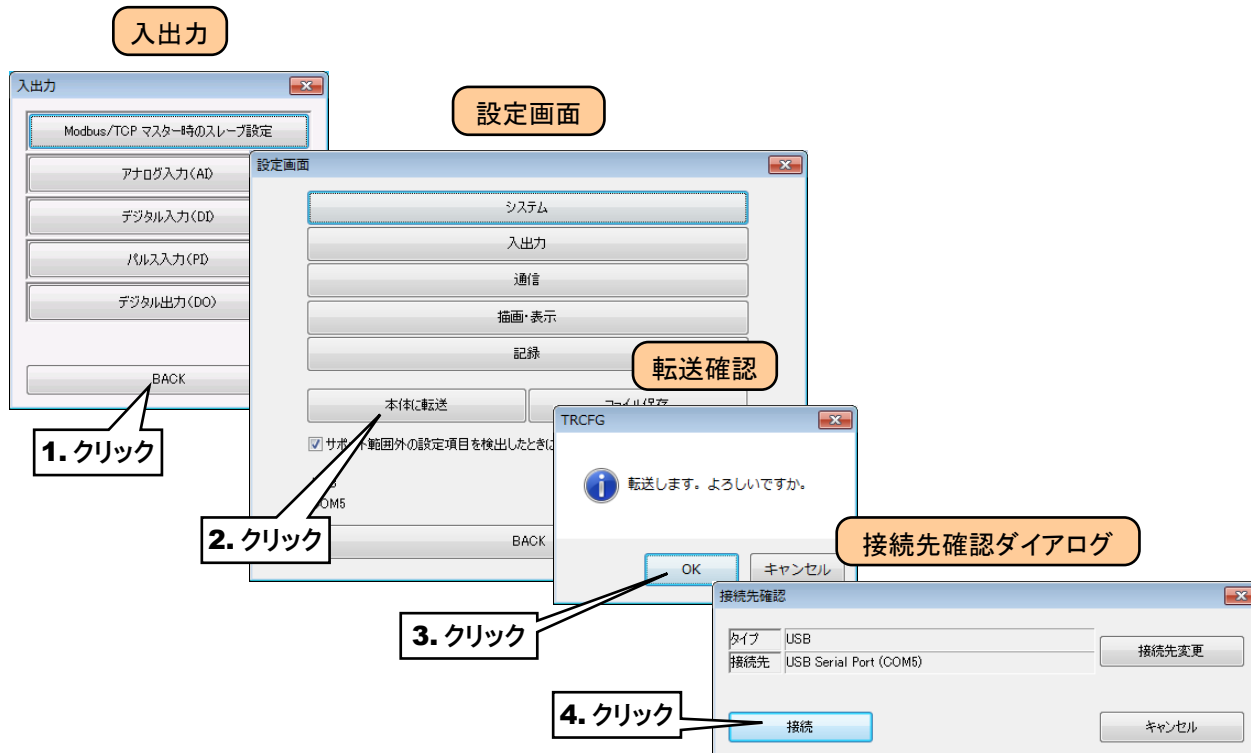 入出力
入出力
Modbus/TCP マスター時のスレーブ設定
アナログ入力(AI)
デジタル入力(DI)
パルス入力(PI)
デジタル出力(DO)
BACK
1. クリック
設定画面
設定画面
システム
入出力
通信
描画・表示
記録
本体に転送
ファイル保存
サポート範囲外の設定項目を検出したときに
COM5
BACK
2. クリック
転送確認
TRCFG
転送します。よろしいですか。
OK
キャンセル
3. クリック
接続先確認ダイアログ
接続先確認
タイプ USB
接続先 USB Serial Port (COM5)
接続先変更
接続
キャンセル
4. クリック